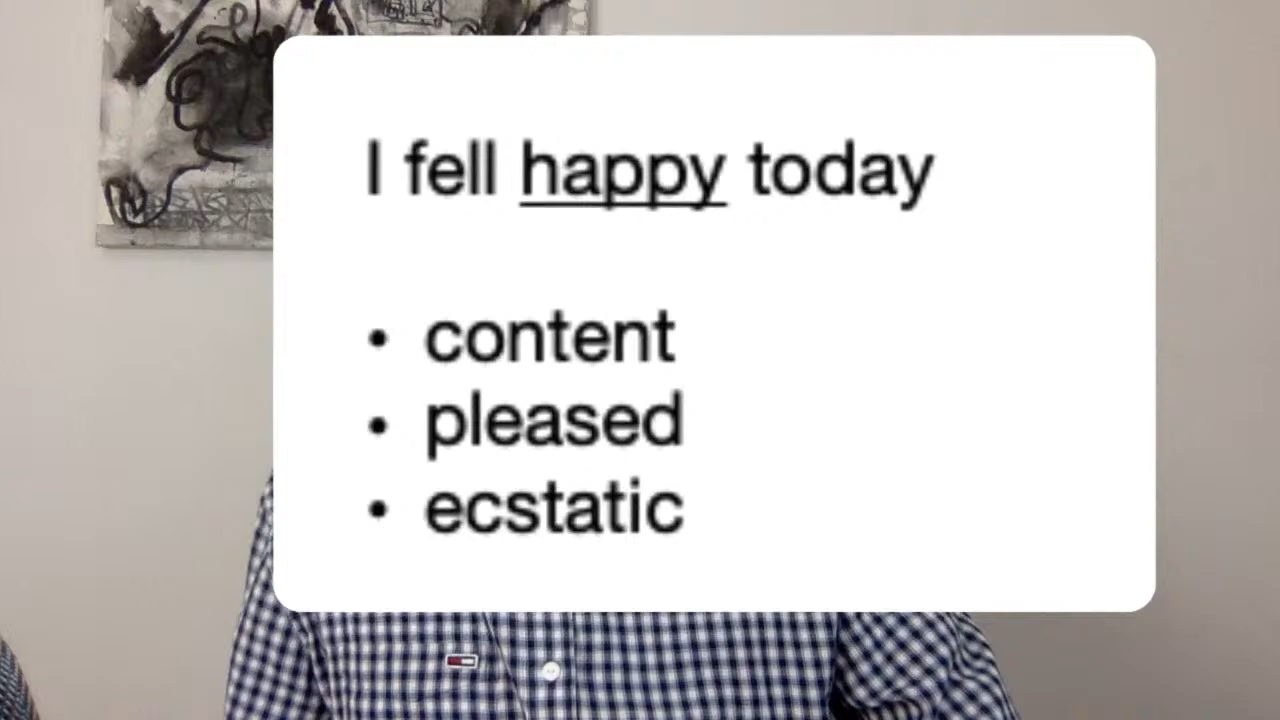 I fell happy today
• content
• pleased
• ecstatic